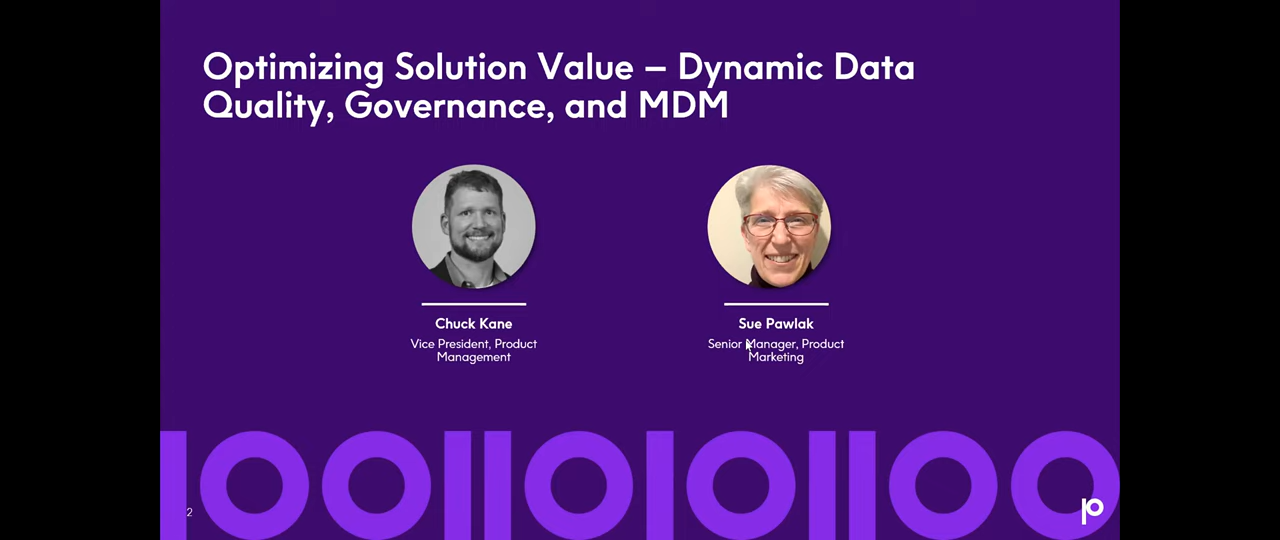 Optimizing Solution Value – Dynamic Data
Quality, Governance, and MDM
Chuck Kane
Vice President, Product
Management
Sue Pawlak
Senior Manager, Product
Marketing
2